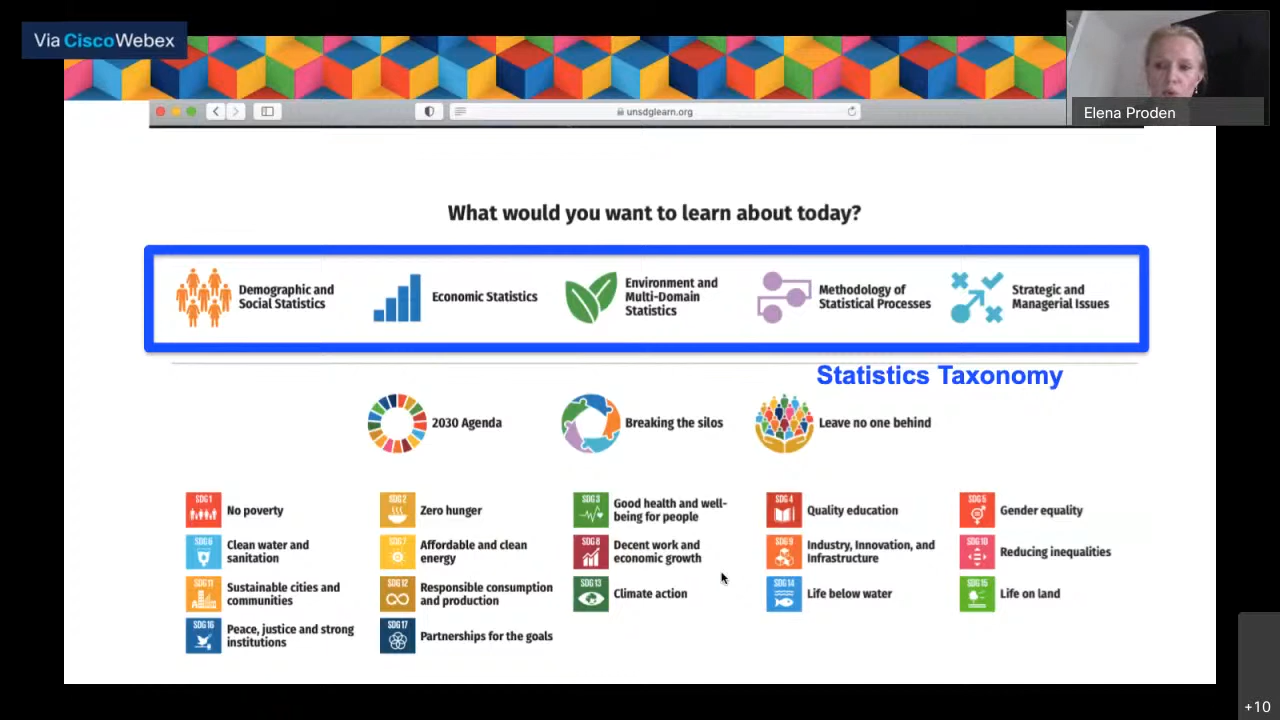 Via CiscoWebex
unsdglearn.org
Elena Proden
What would you want to learn about today?
Demographic and
Social Statistics
Economic Statistics
Environment and
Multi-Domain
Statistics
Methodology of
Statistical Processes
Strategic and
Managerial Issues
Statistics Taxonomy
2030 Agenda
Breaking the silos
Leave no one behind
SDG 1
No poverty
SDG 2
Zero hunger
SDG 3
Good health and well-
being for people
SDG 4
Quality education
SDG 5
Gender equality
SDG 6
Clean water and
sanitation
SDG 7
Affordable and clean
energy
SDG 8
Decent work and
economic growth
SDG 9
Industry, Innovation, and
Infrastructure
SDG 10
Reducing inequalities
SDG 11
Sustainable cities and
communities
SDG 12
Responsible consumption
and production
SDG 13
Climate action
SDG 14
Life below water
SDG 15
Life on land
SDG 16
Peace, justice and strong
institutions
SDG 17
Partnerships for the goals
+10